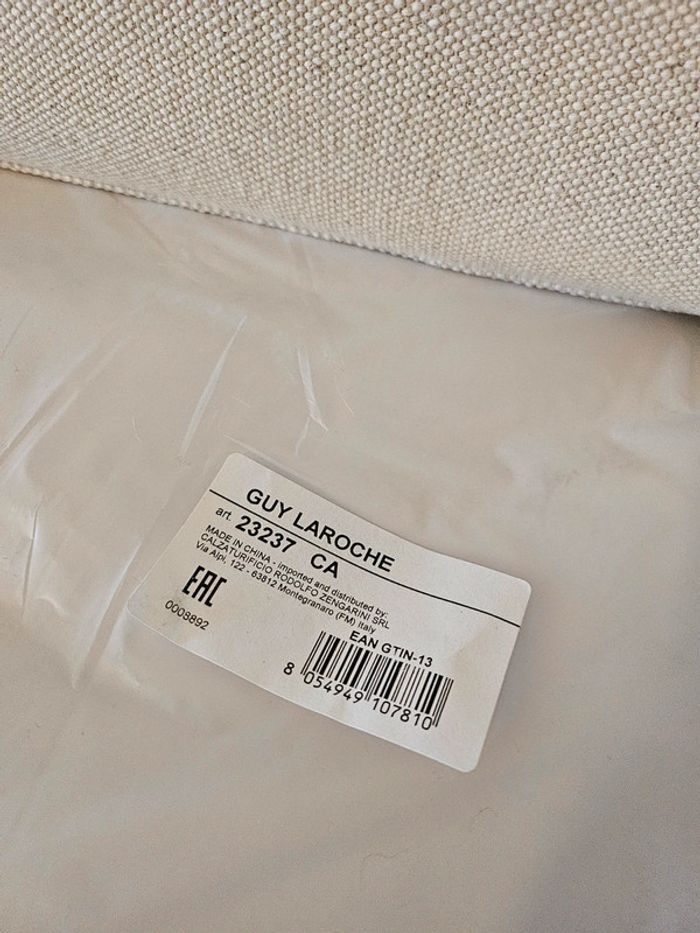 GUY LAROCHE
art. 23237 CA
MADE IN CHINA - imported and distributed by:
CALZATURIFICIO RODOLFO ZENGARINI SRL
Via Alpi, 122 - 63812 Montegranaro (FM) Italy
EAC
0008892
EAN GTIN-13
8 054949 107810